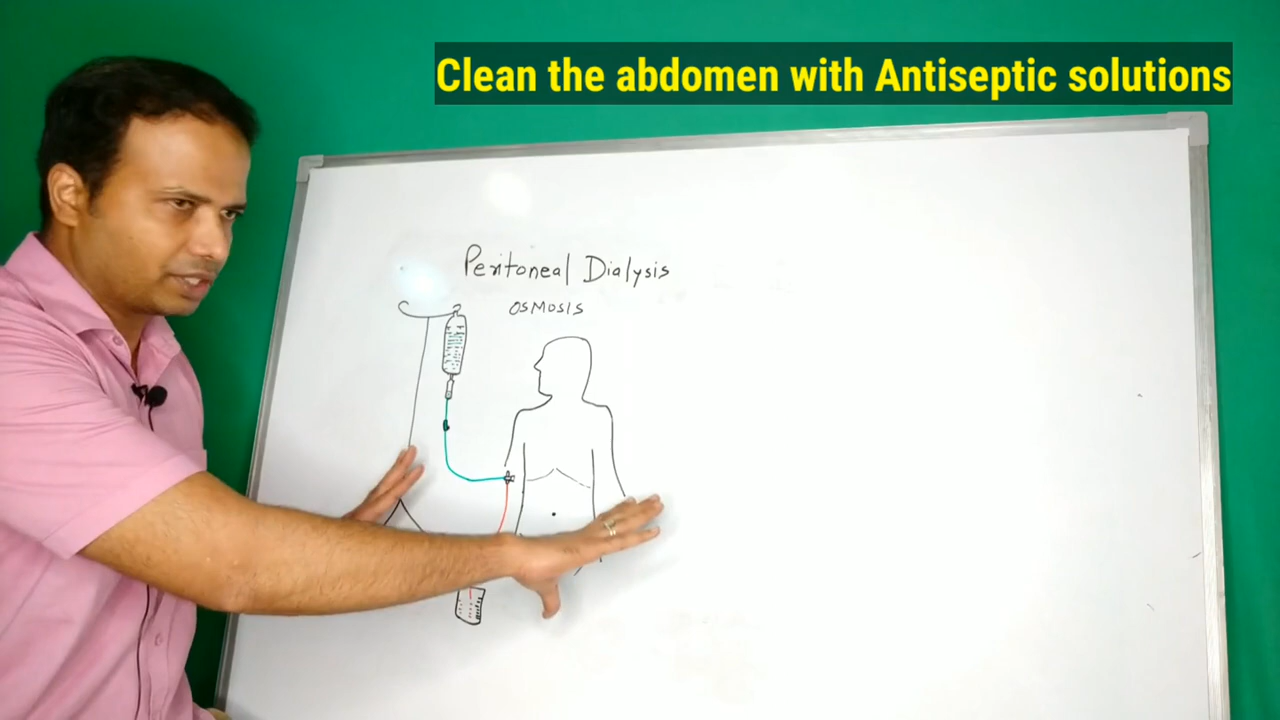 Clean the abdomen with Antiseptic solutions
Peritoneal Dialysis
OSMOSIS